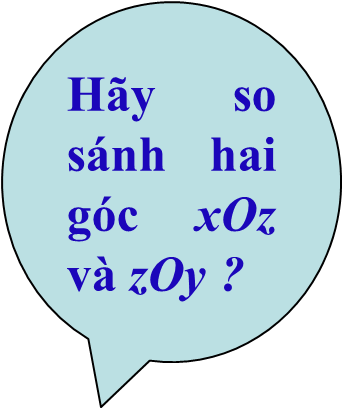 Hãy so
sánh hai
góc xOz
và zOy ?